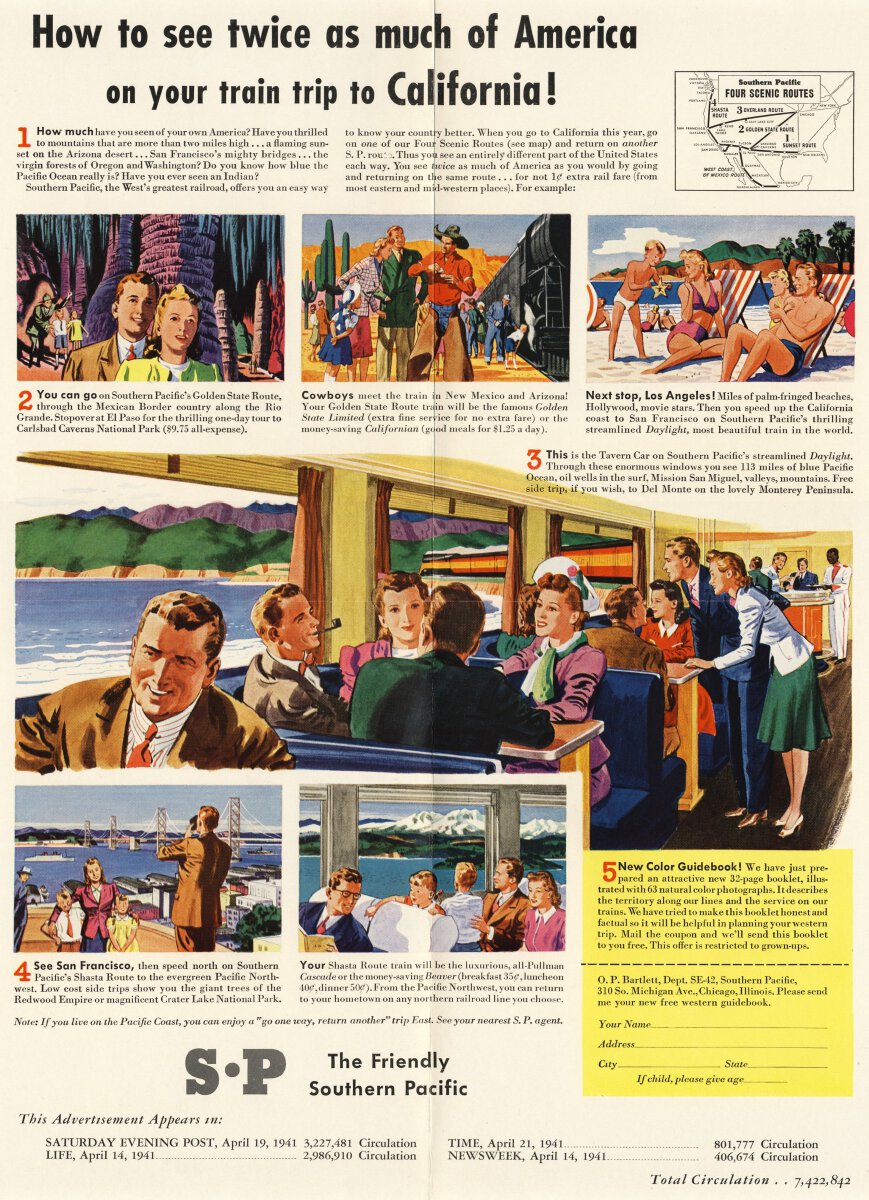 How to see twice as much of America
on your train trip to California!
1 How much have you seen of your own America? Have you thrilled
to mountains that are more than two miles high . . . a flaming sun-
set on the Arizona desert . . . San Francisco's mighty bridges . . . the
virgin forests of Oregon and Washington? Do you know how blue the
Pacific Ocean really is? Have you ever seen an Indian?
Southern Pacific, the West's greatest railroad, offers you an easy way
to know your country better. When you go to California this year, go
on one of our Four Scenic Routes (see map) and return on another
S. P. route. Thus you see an entirely different part of the United States
each way. You see twice as much of America as you would by going
and returning on the same route . . . for not 1¢ extra rail fare (from
most eastern and mid-western places). For example:
Southern Pacific
FOUR SCENIC ROUTES
4
SHASTA
ROUTE
3 OVERLAND ROUTE
2 GOLDEN STATE ROUTE
1
SUNSET ROUTE
WEST COAST
OF MEXICO ROUTE
PORTLAND
SAN FRANCISCO
LOS ANGELES
SAN DIEGO
CHICAGO
NEW YORK
NEW ORLEANS
SAN ANTONIO
MEXICO CITY
2 You can go on Southern Pacific's Golden State Route,
through the Mexican Border country along the Rio
Grande. Stopover at El Paso for the thrilling one-day tour to
Carlsbad Caverns National Park ($9.75 all-expense).
Cowboys meet the train in New Mexico and Arizona!
Your Golden State Route train will be the famous Golden
State Limited (extra fine service for no extra fare) or the
money-saving Californian (good meals for $1.25 a day).
Next stop, Los Angeles! Miles of palm-fringed beaches,
Hollywood, movie stars. Then you speed up the California
coast to San Francisco on Southern Pacific's thrilling
streamlined Daylight, most beautiful train in the world.
3 This is the Tavern Car on Southern Pacific's streamlined Daylight.
Through these enormous windows you see 113 miles of blue Pacific
Ocean, oil wells in the surf, Mission San Miguel, valleys, mountains. Free
side trip, if you wish, to Del Monte on the lovely Monterey Peninsula.
4 See San Francisco, then speed north on Southern
Pacific's Shasta Route to the evergreen Pacific North-
west. Low cost side trips show you the giant trees of the
Redwood Empire or magnificent Crater Lake National Park.
Your Shasta Route train will be the luxurious, all-Pullman
Cascade or the money-saving Beaver (breakfast 35¢, luncheon
40¢, dinner 50¢). From the Pacific Northwest, you can return
to your hometown on any northern railroad line you choose.
Note: If you live on the Pacific Coast, you can enjoy a "go one way, return another" trip East. See your nearest S. P. agent.
5 New Color Guidebook! We have just pre-
pared an attractive new 32-page booklet, illus-
trated with 63 natural color photographs. It describes
the territory along our lines and the service on our
trains. We have tried to make this booklet honest and
factual so it will be helpful in planning your western
trip. Mail the coupon and we'll send this booklet
to you free. This offer is restricted to grown-ups.
O. P. Bartlett, Dept. SE-42, Southern Pacific,
310 So. Michigan Ave., Chicago, Illinois. Please send
me your new free western guidebook.
Your Name
Address
City State
If child, please give age
S·P
The Friendly
Southern Pacific
This Advertisement Appears in:
SATURDAY EVENING POST, April 19, 1941 3,227,481 Circulation
LIFE, April 14, 1941 2,986,910 Circulation
TIME, April 21, 1941 801,777 Circulation
NEWSWEEK, April 14, 1941 406,674 Circulation
Total Circulation . . 7,422,842